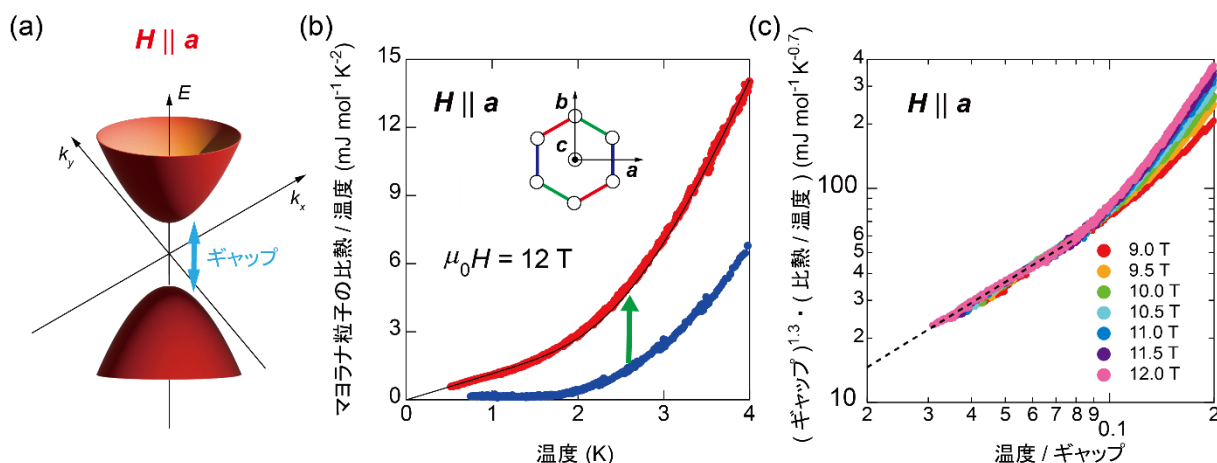 (a)
H || a
E
k_y
k_x
ギャップ
(b)
マヨラナ粒子の比熱 / 温度 (mJ mol⁻¹ K⁻²)
15
12
9
6
3
0
H || a
b
c
a
μ₀H = 12 T
0
1
2
3
4
温度 (K)
(c)
( ギャップ )¹·³・( 比熱 / 温度 ) (mJ mol⁻¹ K⁻⁰·⁷)
4
3
2
100
6
5
4
3
2
10
H || a
9.0 T
9.5 T
10.0 T
10.5 T
11.0 T
11.5 T
12.0 T
2
3
4
5
6
7
8
9
0.1
2
温度 / ギャップ